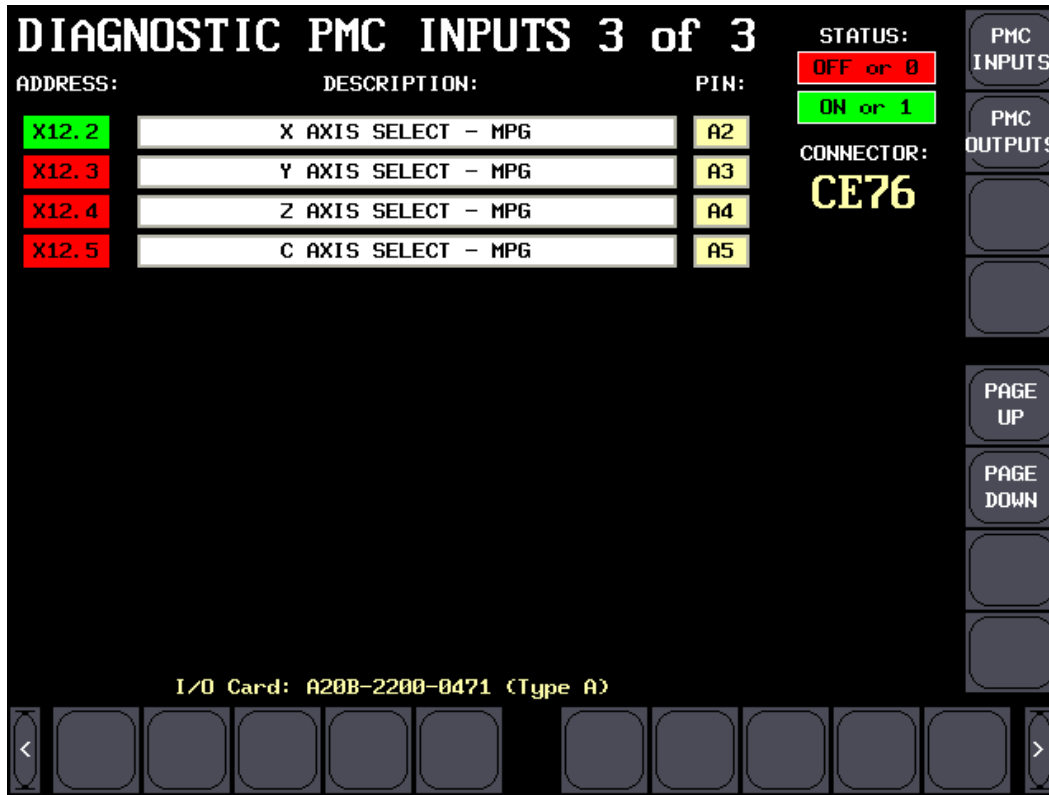 DIAGNOSTIC PMC INPUTS 3 of 3
ADDRESS: DESCRIPTION: PIN:
X12.2 X AXIS SELECT - MPG A2
X12.3 Y AXIS SELECT - MPG A3
X12.4 Z AXIS SELECT - MPG A4
X12.5 C AXIS SELECT - MPG A5
STATUS:
OFF or 0
ON or 1
CONNECTOR:
CE76
PMC
INPUTS
PMC
OUTPUTS
PAGE
UP
PAGE
DOWN
I/O Card: A20B-2200-0471 (Type A)
< >